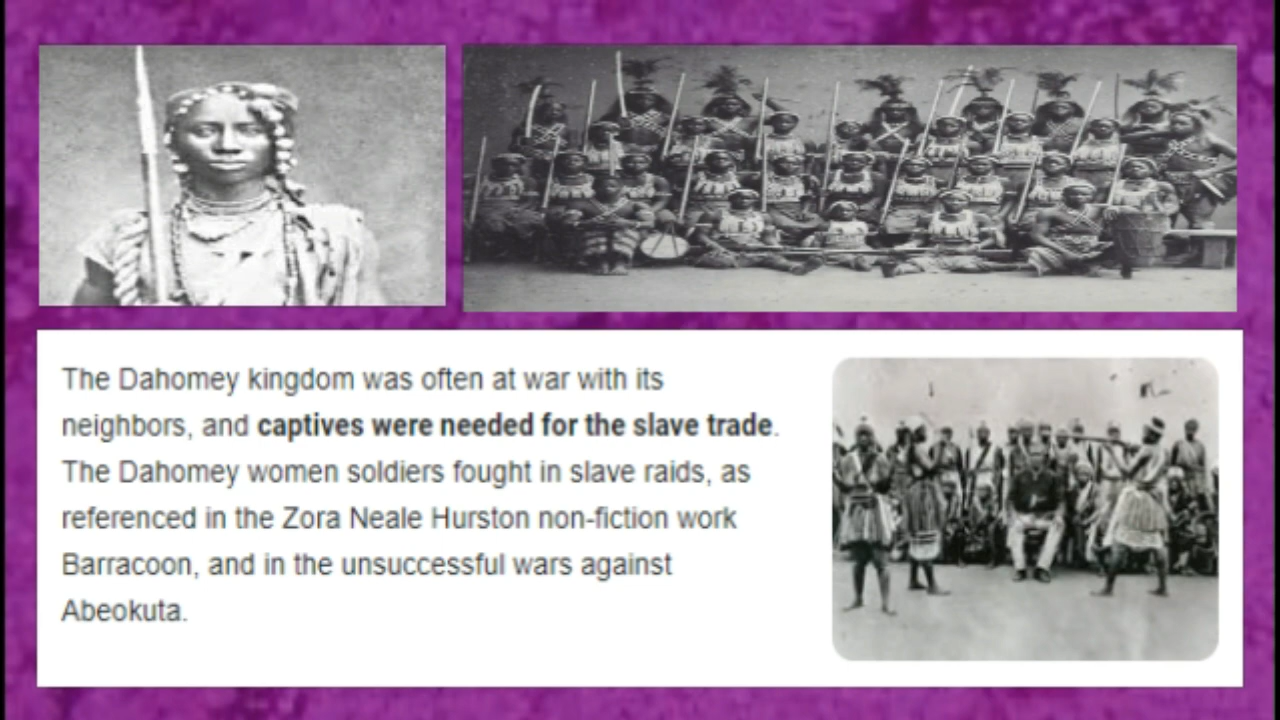 The Dahomey kingdom was often at war with its
neighbors, and captives were needed for the slave trade.
The Dahomey women soldiers fought in slave raids, as
referenced in the Zora Neale Hurston non-fiction work
Barracoon, and in the unsuccessful wars against
Abeokuta.